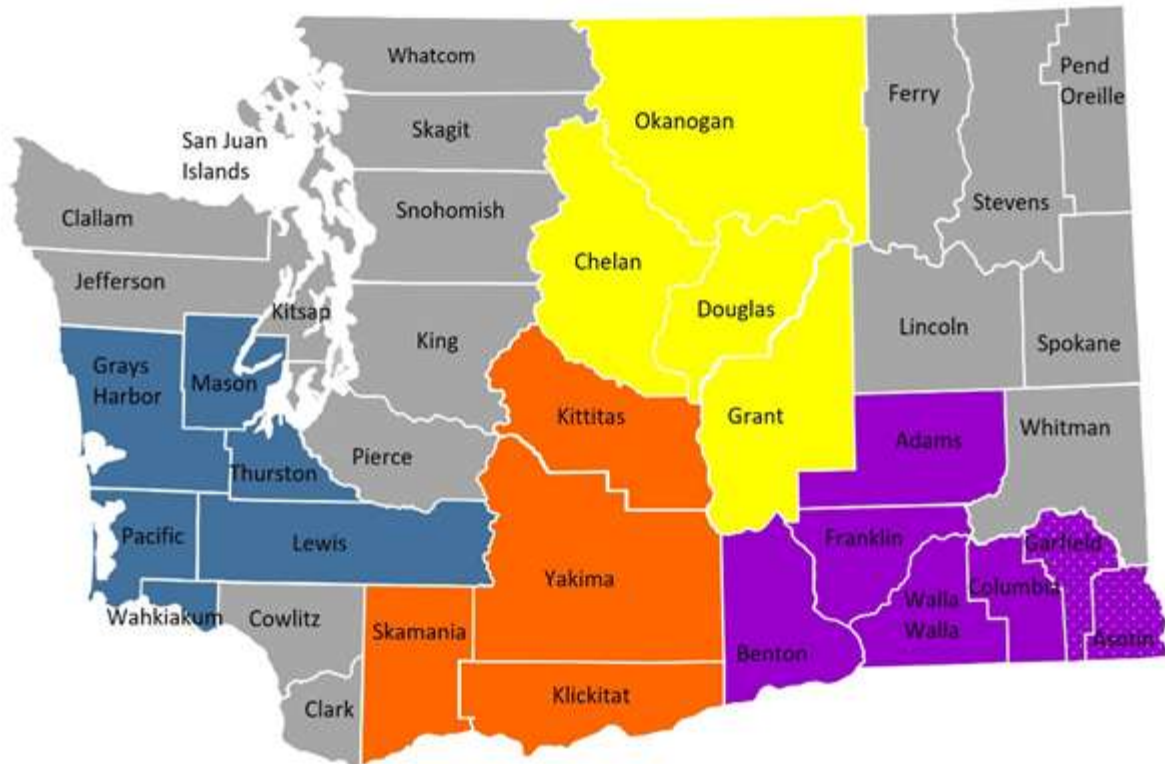 Whatcom
Pend
Oreille
Ferry
Okanogan
Skagit
San Juan
Islands
Stevens
Snohomish
Clallam
Chelan
Jefferson
Douglas
Kitsap
Lincoln
King
Spokane
Grays
Harbor
Mason
Kittitas
Grant
Whitman
Adams
Pierce
Thurston
Pacific
Lewis
Franklin
Garfield
Yakima
Columbia
Walla
Walla
Wahkiakum
Cowlitz
Skamania
Asotin
Benton
Klickitat
Clark